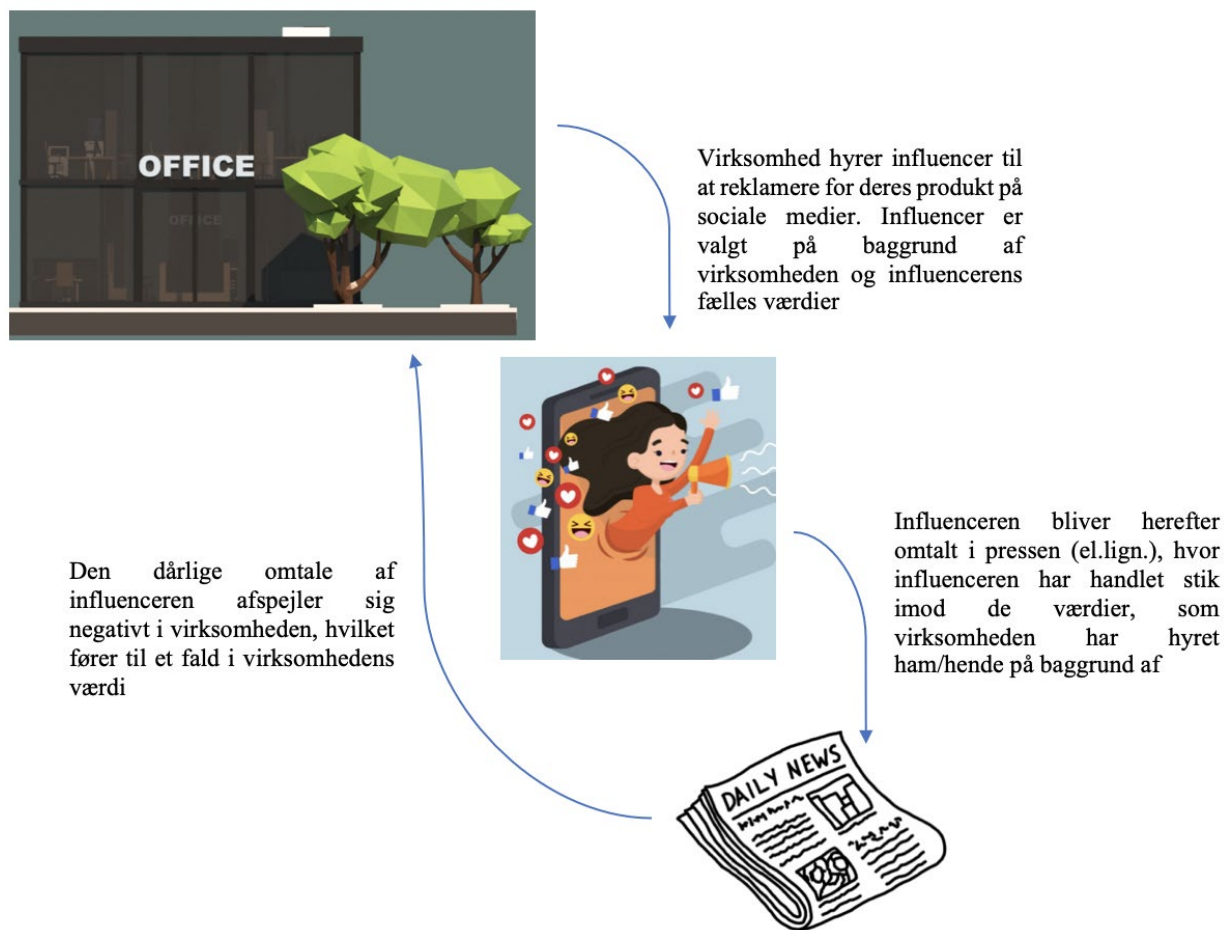 OFFICE
OFFICE
Virksomhed hyrer influencer til
at reklamere for deres produkt på
sociale medier. Influencer er
valgt på baggrund af
virksomheden og influencerens
fælles værdier
Influenceren bliver herefter
omtalt i pressen (el.lign.), hvor
influenceren har handlet stik
imod de værdier, som
virksomheden har hyret
ham/hende på baggrund af
Den dårlige omtale af
influenceren afspejler sig
negativt i virksomheden, hvilket
fører til et fald i virksomhedens
værdi
DAILY NEWS